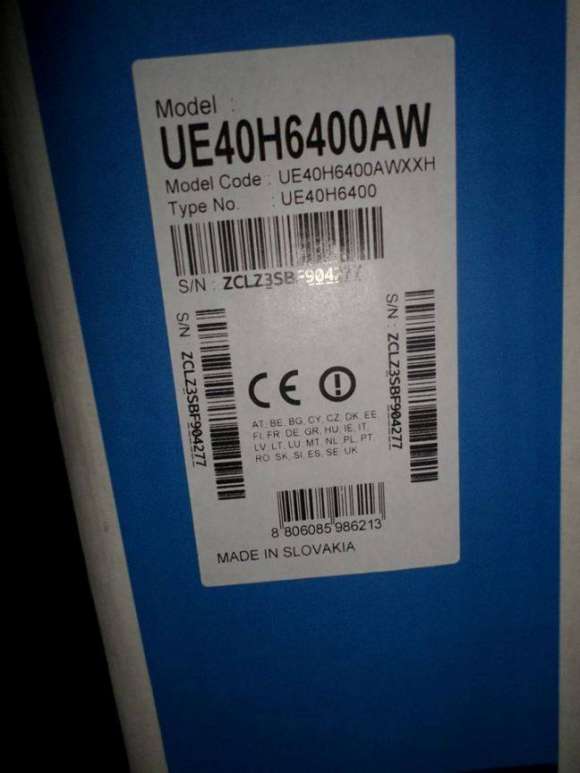 Model :
UE40H6400AW
Model Code : UE40H6400AWXXH
Type No. : UE40H6400
S/N : ZCLZ3SBF904277
S/N : ZCLZ3SBF904277
S/N : ZCLZ3SBF904277
CE
AT, BE, BG, CY, CZ, DK, EE
FI, FR, DE, GR, HU, IE, IT,
LV, LT, LU, MT, NL, PL, PT,
RO, SK, SI, ES, SE, UK
8 806085 986213
MADE IN SLOVAKIA